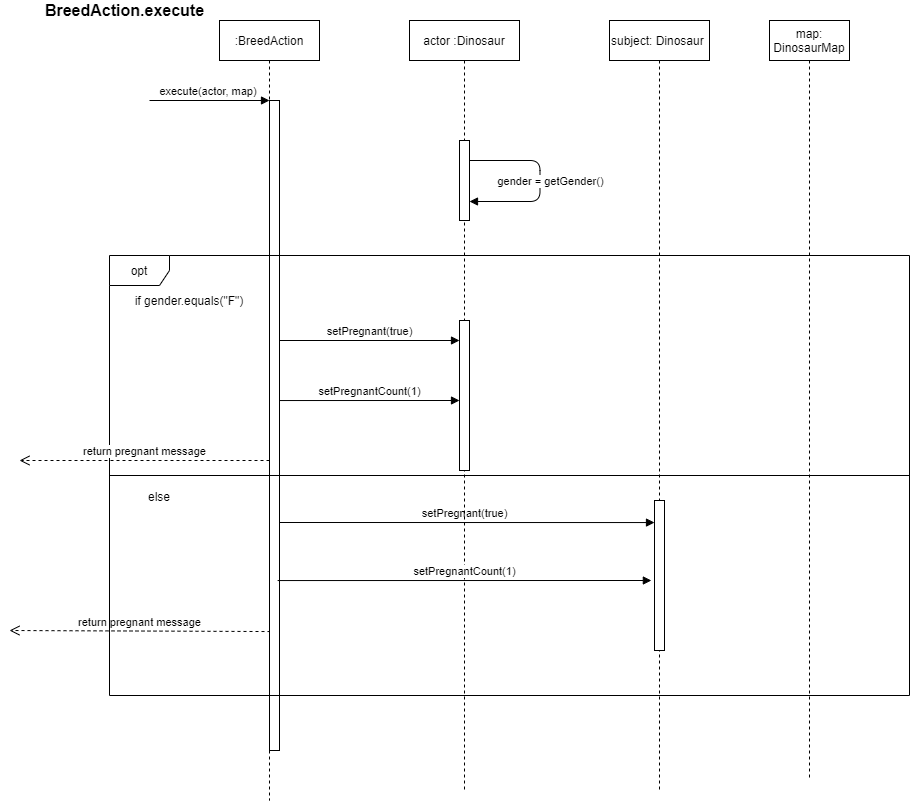 BreedAction.execute
:BreedAction
actor :Dinosaur
subject: Dinosaur
map:
DinosaurMap
execute(actor, map)
gender = getGender()
opt
if gender.equals("F")
setPregnant(true)
setPregnantCount(1)
return pregnant message
else
setPregnant(true)
setPregnantCount(1)
return pregnant message